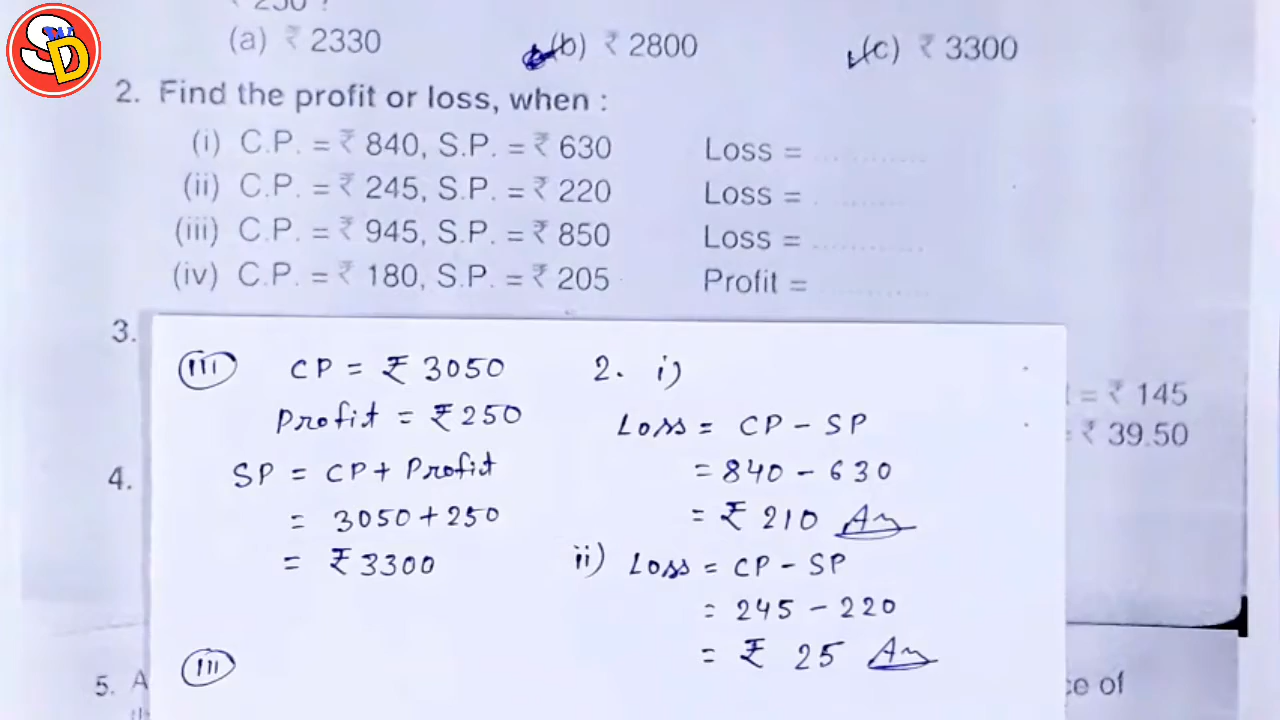 SWD
₹ 250 ?
(a) ₹ 2330 (b) ₹ 2800 (c) ₹ 3300
2. Find the profit or loss, when :
(i) C.P. = ₹ 840, S.P. = ₹ 630 Loss = ............
(ii) C.P. = ₹ 245, S.P. = ₹ 220 Loss = ............
(iii) C.P. = ₹ 945, S.P. = ₹ 850 Loss = ............
(iv) C.P. = ₹ 180, S.P. = ₹ 205 Profit = ............
3.
= ₹ 145
= ₹ 39.50
4.
5. A
ce of
III CP = ₹ 3050
Profit = ₹ 250
SP = CP + Profit
= 3050 + 250
= ₹ 3300
III
2. i)
Loss = CP - SP
= 840 - 630
= ₹ 210 Ans
ii) Loss = CP - SP
= 245 - 220
= ₹ 25 Ans